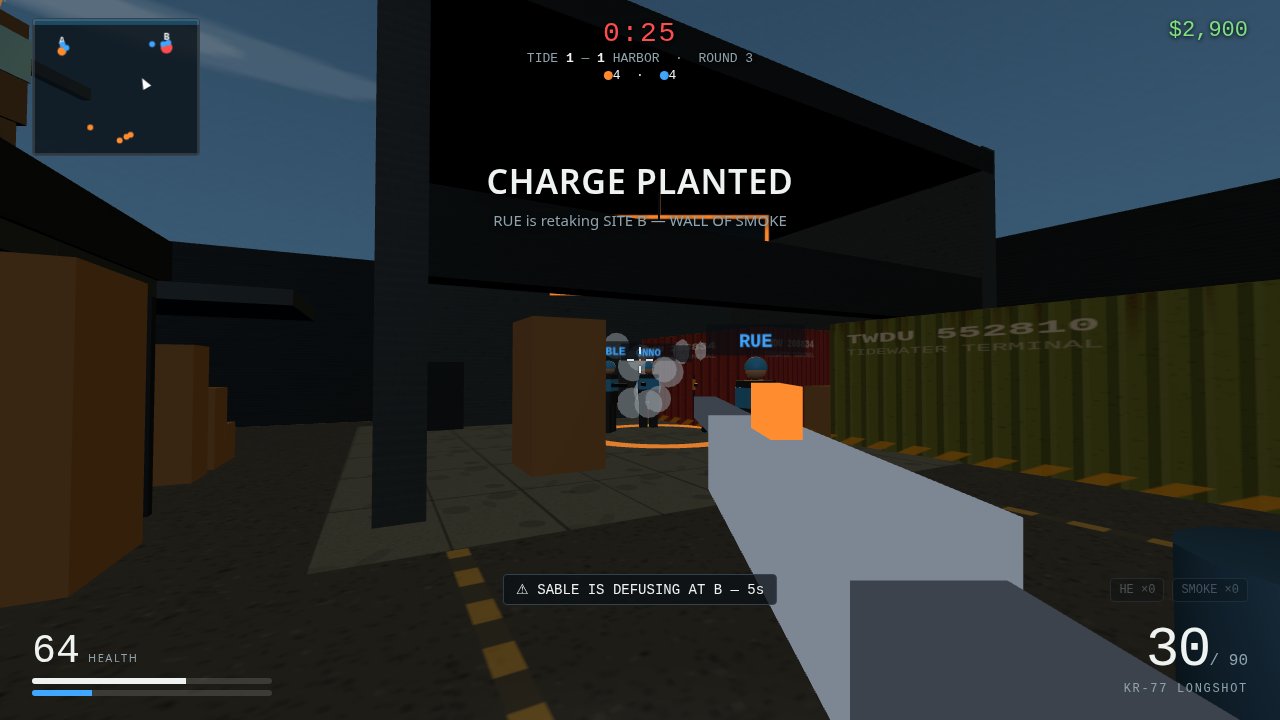 A
B
0:25
TIDE 1 — 1 HARBOR · ROUND 3
4 · 4
$2,900
CHARGE PLANTED
RUE is retaking SITE B — WALL OF SMOKE
RUE
TWDU 552810
TIDEWATER TERMINAL
⚠ SABLE IS DEFUSING AT B — 5s
HE ×0
SMOKE ×0
64 HEALTH
30 / 90
KR-77 LONGSHOT